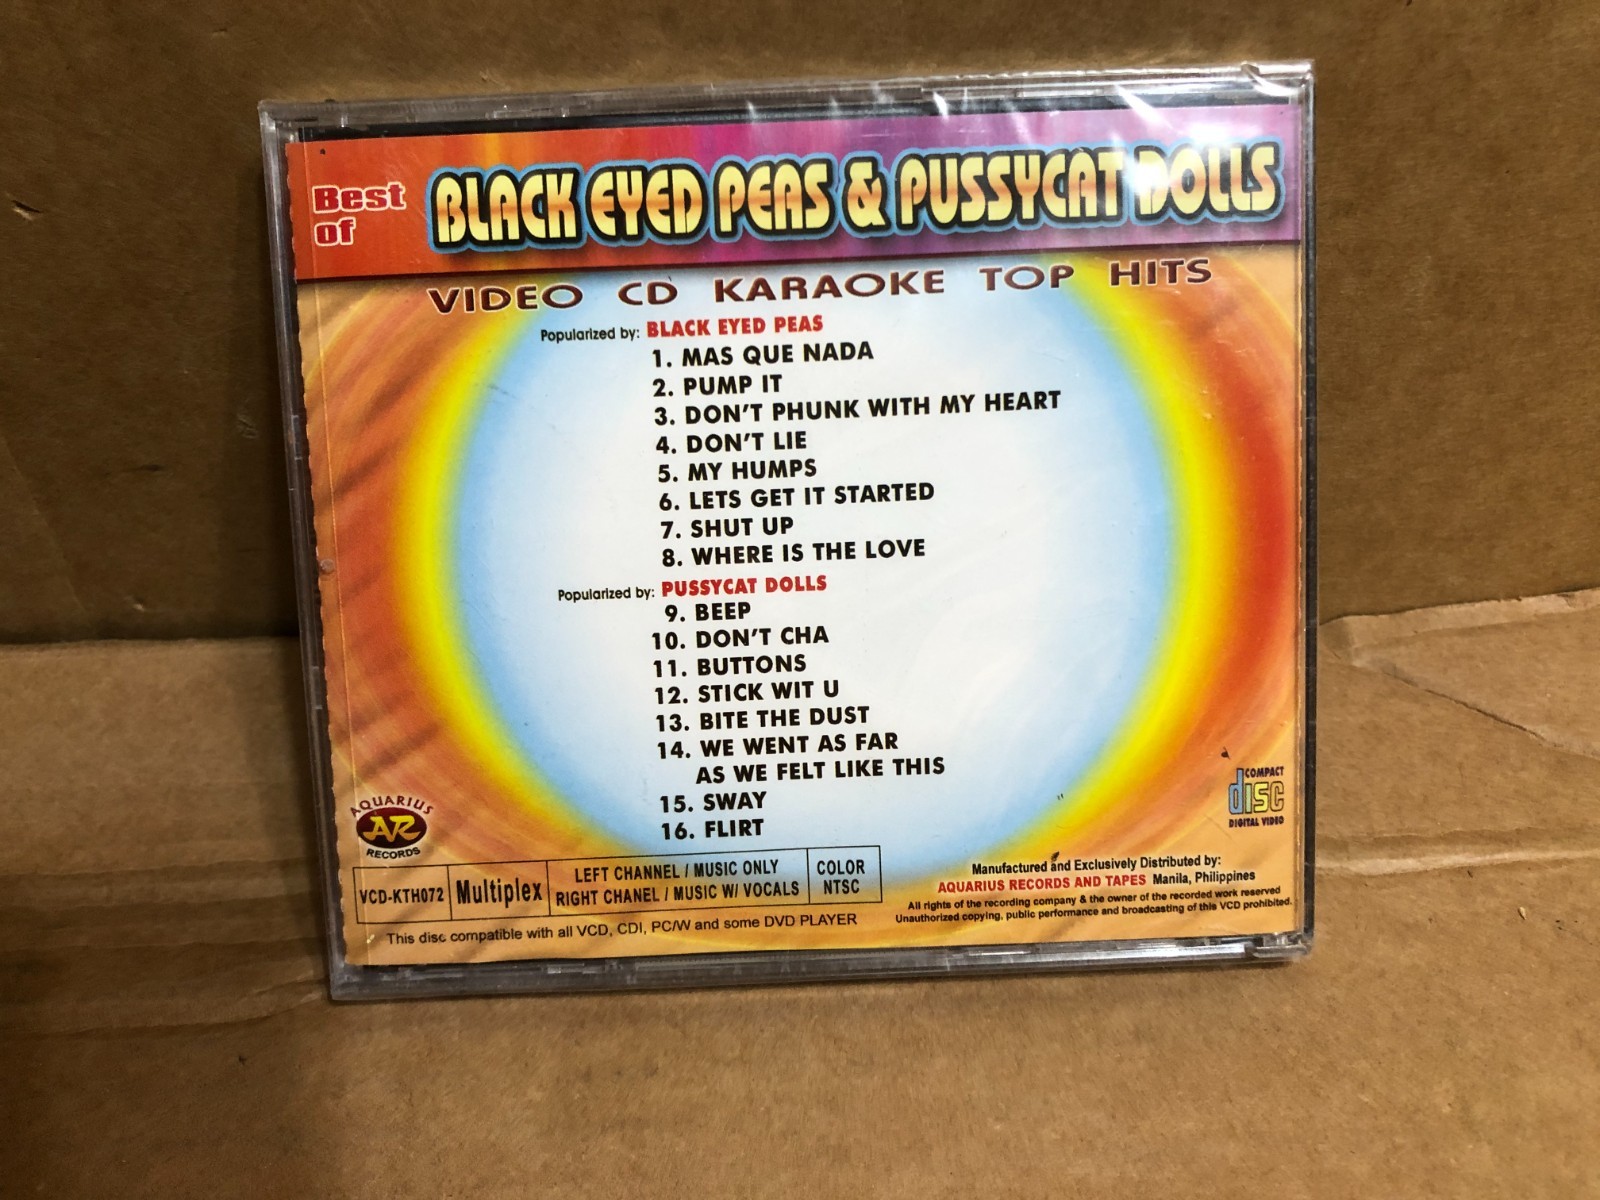 Best of
BLACK EYED PEAS & PUSSYCAT DOLLS
VIDEO CD KARAOKE TOP HITS
Popularized by: BLACK EYED PEAS
1. MAS QUE NADA
2. PUMP IT
3. DON'T PHUNK WITH MY HEART
4. DON'T LIE
5. MY HUMPS
6. LETS GET IT STARTED
7. SHUT UP
8. WHERE IS THE LOVE
Popularized by: PUSSYCAT DOLLS
9. BEEP
10. DON'T CHA
11. BUTTONS
12. STICK WIT U
13. BITE THE DUST
14. WE WENT AS FAR
AS WE FELT LIKE THIS
15. SWAY
16. FLIRT
AQUARIUS
AR
RECORDS
COMPACT
disc
DIGITAL VIDEO
VCD-KTH072
Multiplex
LEFT CHANNEL / MUSIC ONLY
RIGHT CHANEL / MUSIC W/ VOCALS
COLOR
NTSC
This disc compatible with all VCD, CDI, PC/W and some DVD PLAYER
Manufactured and Exclusively Distributed by:
AQUARIUS RECORDS AND TAPES Manila, Philippines
All rights of the recording company & the owner of the recorded work reserved
Unauthorized copying, public performance and broadcasting of this VCD prohibited.